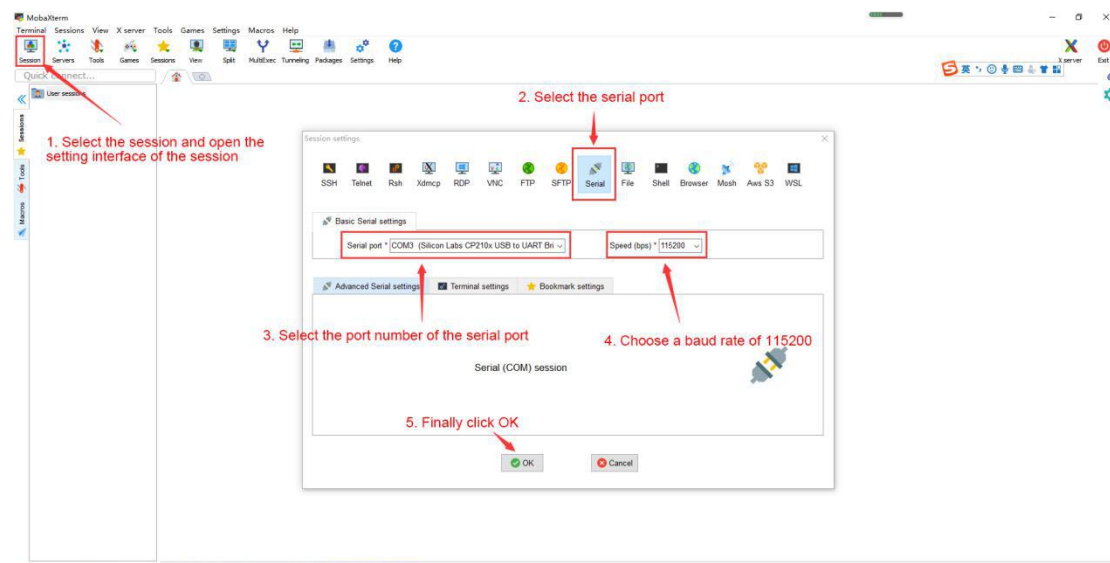 MobaXterm
Terminal Sessions View X server Tools Games Settings Macros Help
Session Servers Tools Games Sessions View Split MultiExec Tunneling Packages Settings Help
X server Exit
Quick connect...
英
User sessions
Sessions
Tools
Macros
1. Select the session and open the
setting interface of the session
2. Select the serial port
Session settings
SSH Telnet Rsh Xdmcp RDP VNC FTP SFTP Serial File Shell Browser Mosh Aws S3 WSL
Basic Serial settings
Serial port * COM3 (Silicon Labs CP210x USB to UART Bri
Speed (bps) * 115200
Advanced Serial settings Terminal settings Bookmark settings
3. Select the port number of the serial port
4. Choose a baud rate of 115200
Serial (COM) session
5. Finally click OK
OK Cancel